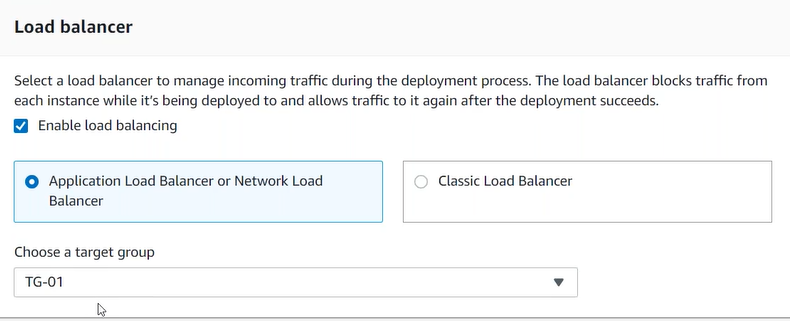 Load balancer
Select a load balancer to manage incoming traffic during the deployment process. The load balancer blocks traffic from
each instance while it's being deployed to and allows traffic to it again after the deployment succeeds.
Enable load balancing
Application Load Balancer or Network Load
Balancer
Classic Load Balancer
Choose a target group
TG-01